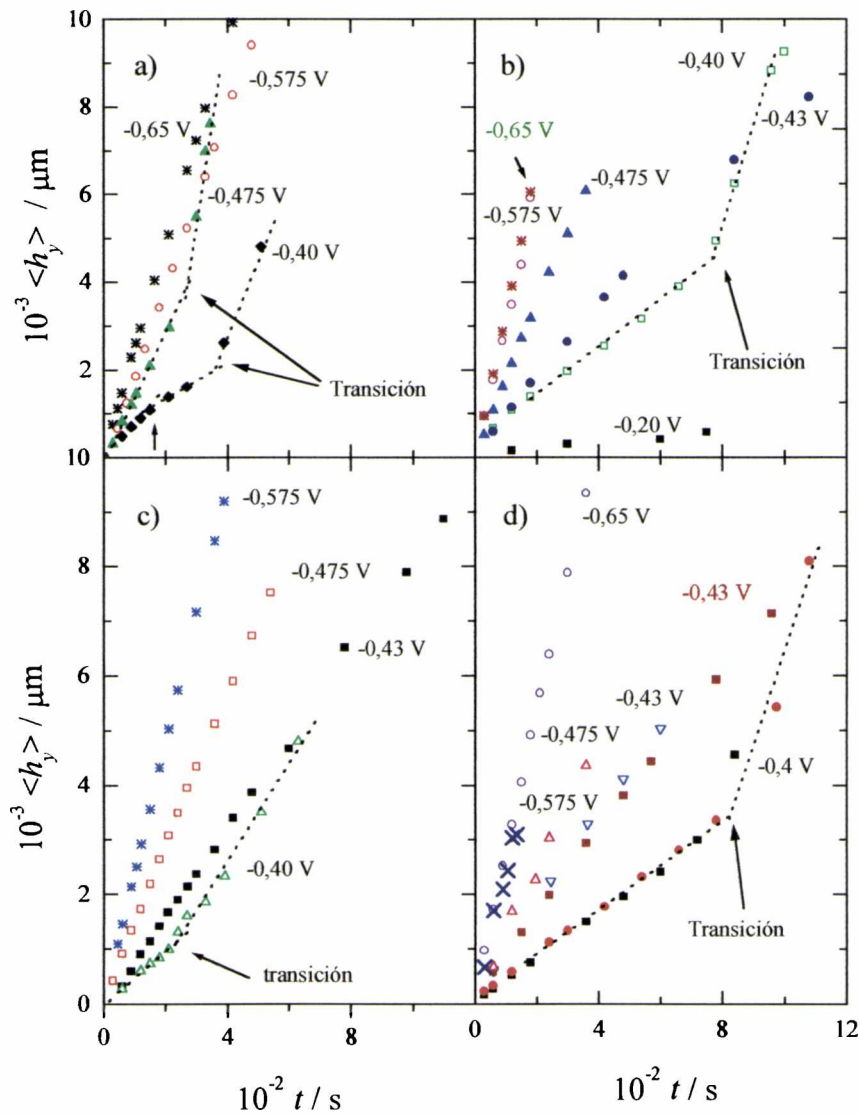 10
8
6
4
2
10
8
6
4
2
0
10⁻³ <h_y> / μm
10⁻³ <h_y> / μm
a)
-0,575 V
-0,65 V
-0,475 V
-0,40 V
Transición
b)
-0,40 V
-0,43 V
-0,65 V
-0,475 V
-0,575 V
Transición
-0,20 V
c)
-0,575 V
-0,475 V
-0,43 V
-0,40 V
transición
d)
-0,65 V
-0,43 V
-0,43 V
-0,475 V
-0,4 V
-0,575 V
Transición
0 4 8
0 4 8 12
10⁻² t / s
10⁻² t / s